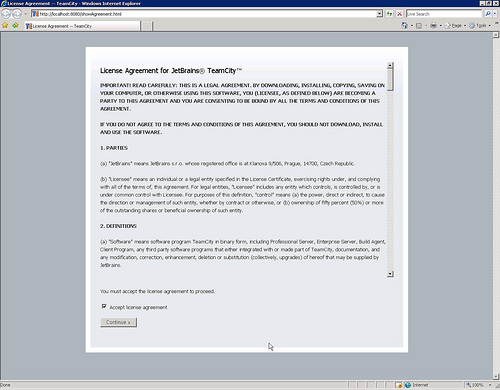 License Agreement -- TeamCity - Windows Internet Explorer
http://localhost:8080/showAgreement.html
Live Search
License Agreement -- TeamCity
Page
Tools
License Agreement for JetBrains® TeamCity™
IMPORTANT! READ CAREFULLY: THIS IS A LEGAL AGREEMENT. BY DOWNLOADING, INSTALLING, COPYING, SAVING ON
YOUR COMPUTER, OR OTHERWISE USING THIS SOFTWARE, YOU (LICENSEE, AS DEFINED BELOW) ARE BECOMING A
PARTY TO THIS AGREEMENT AND YOU ARE CONSENTING TO BE BOUND BY ALL THE TERMS AND CONDITIONS OF THIS
AGREEMENT.
IF YOU DO NOT AGREE TO THE TERMS AND CONDITIONS OF THIS AGREEMENT, YOU SHOULD NOT DOWNLOAD, INSTALL
AND USE THE SOFTWARE.
1. PARTIES
(a) "JetBrains" means JetBrains s.r.o. whose registered office is at Klanova 9/506, Prague, 14700, Czech Republic.
(b) "Licensee" means an individual or a legal entity specified in the License Certificate, exercising rights under, and complying
with all of the terms of, this Agreement. For legal entities, "Licensee" includes any entity which controls, is controlled by, or is
under common control with Licensee. For purposes of this definition, "control" means (a) the power, direct or indirect, to cause
the direction or management of such entity, whether by contract or otherwise, or (b) ownership of fifty percent (50%) or more
of the outstanding shares or beneficial ownership of such entity.
2. DEFINITIONS
(a) "Software" means software program TeamCity in binary form, including Professional Server, Enterprise Server, Build Agent,
Client Program, any third party software programs that either integrated with or made part of TeamCity, documentation, and
any modification, correction, enhancement, deletion or substitution (collectively, upgrades) of hereof that may be supplied by
JetBrains.
You must accept the license agreement to proceed.
Accept license agreement
Continue »
Done
Internet
100%